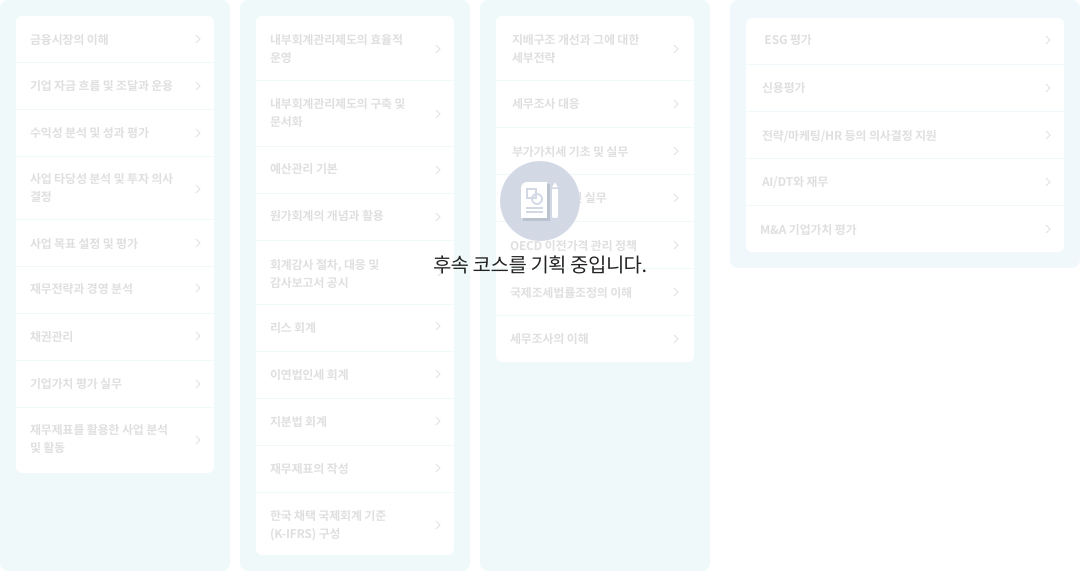 금융시장의 이해
기업 자금 흐름 및 조달과 운용
수익성 분석 및 성과 평가
사업 타당성 분석 및 투자 의사
결정
사업 목표 설정 및 평가
재무전략과 경영 분석
채권관리
기업가치 평가 실무
재무제표를 활용한 사업 분석
및 활동
내부회계관리제도의 효율적
운영
내부회계관리제도의 구축 및
문서화
예산관리 기본
원가회계의 개념과 활용
회계감사 절차, 대응 및
감사보고서 공시
리스 회계
이연법인세 회계
지분법 회계
재무제표의 작성
한국 채택 국제회계 기준
(K-IFRS) 구성
지배구조 개선과 그에 대한
세부전략
세무조사 대응
부가가치세 기초 및 실무
실무
OECD 이전가격 관리 정책
후속 코스를 기획 중입니다.
국제조세법률조정의 이해
세무조사의 이해
ESG 평가
신용평가
전략/마케팅/HR 등의 의사결정 지원
AI/DT와 재무
M&A 기업가치 평가